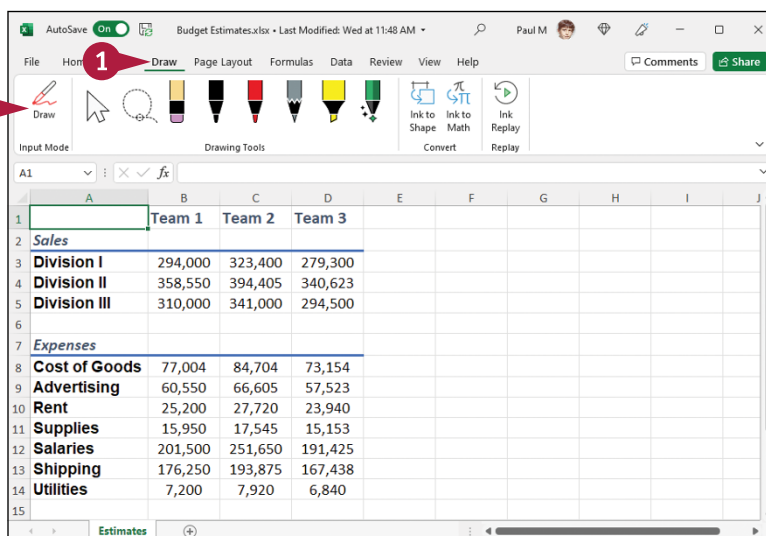 AutoSave On Budget Estimates.xlsx • Last Modified: Wed at 11:48 AM Paul M
File Draw Page Layout Formulas Data Review View Help Comments Share
1
Draw Ink to Shape Ink to Math Ink Replay
Input Mode Drawing Tools Convert Replay
A1 fx
A B C D E F G H I J
1 Team 1 Team 2 Team 3
2 Sales
3 Division I 294,000 323,400 279,300
4 Division II 358,550 394,405 340,623
5 Division III 310,000 341,000 294,500
6
7 Expenses
8 Cost of Goods 77,004 84,704 73,154
9 Advertising 60,550 66,605 57,523
10 Rent 25,200 27,720 23,940
11 Supplies 15,950 17,545 15,153
12 Salaries 201,500 251,650 191,425
13 Shipping 176,250 193,875 167,438
14 Utilities 7,200 7,920 6,840
15
Estimates